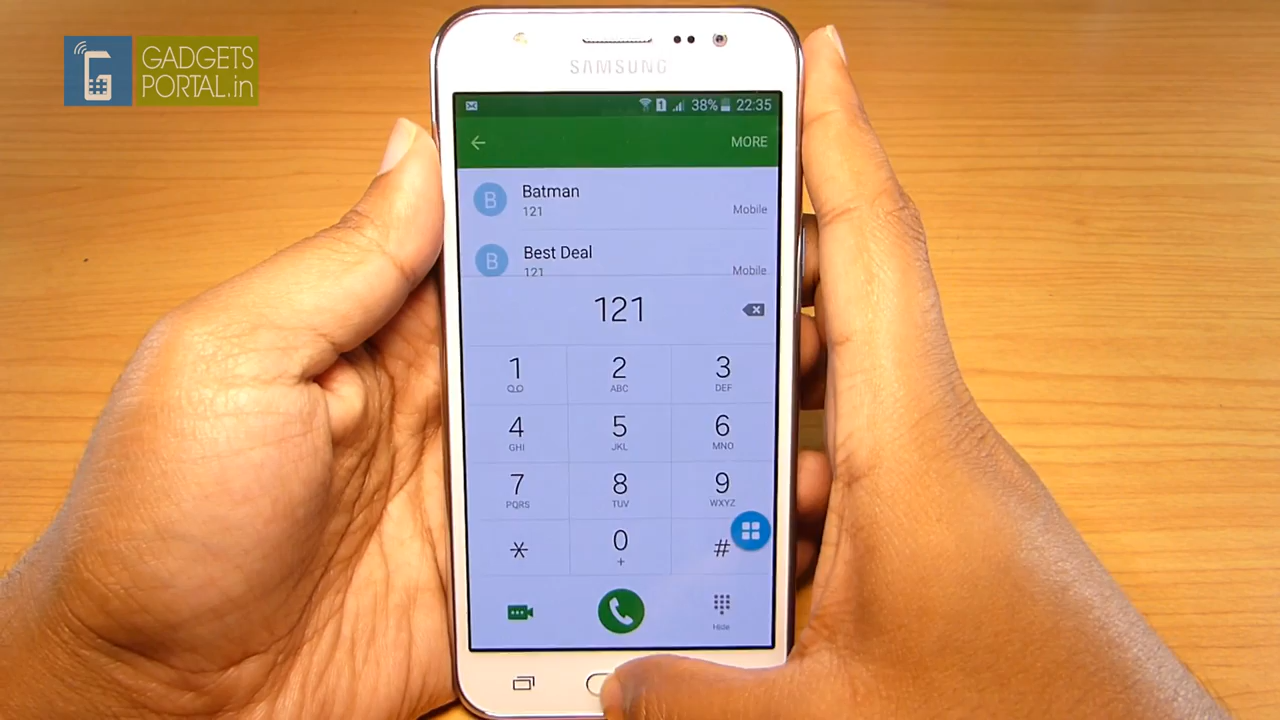 GADGETS
PORTAL.in
SAMSUNG
1 38% 22:35
MORE
B Batman
121 Mobile
B Best Deal
121 Mobile
121
1 2 3
ABC DEF
4 5 6
GHI JKL MNO
7 8 9
PQRS TUV WXYZ
* 0 #
+
Hide